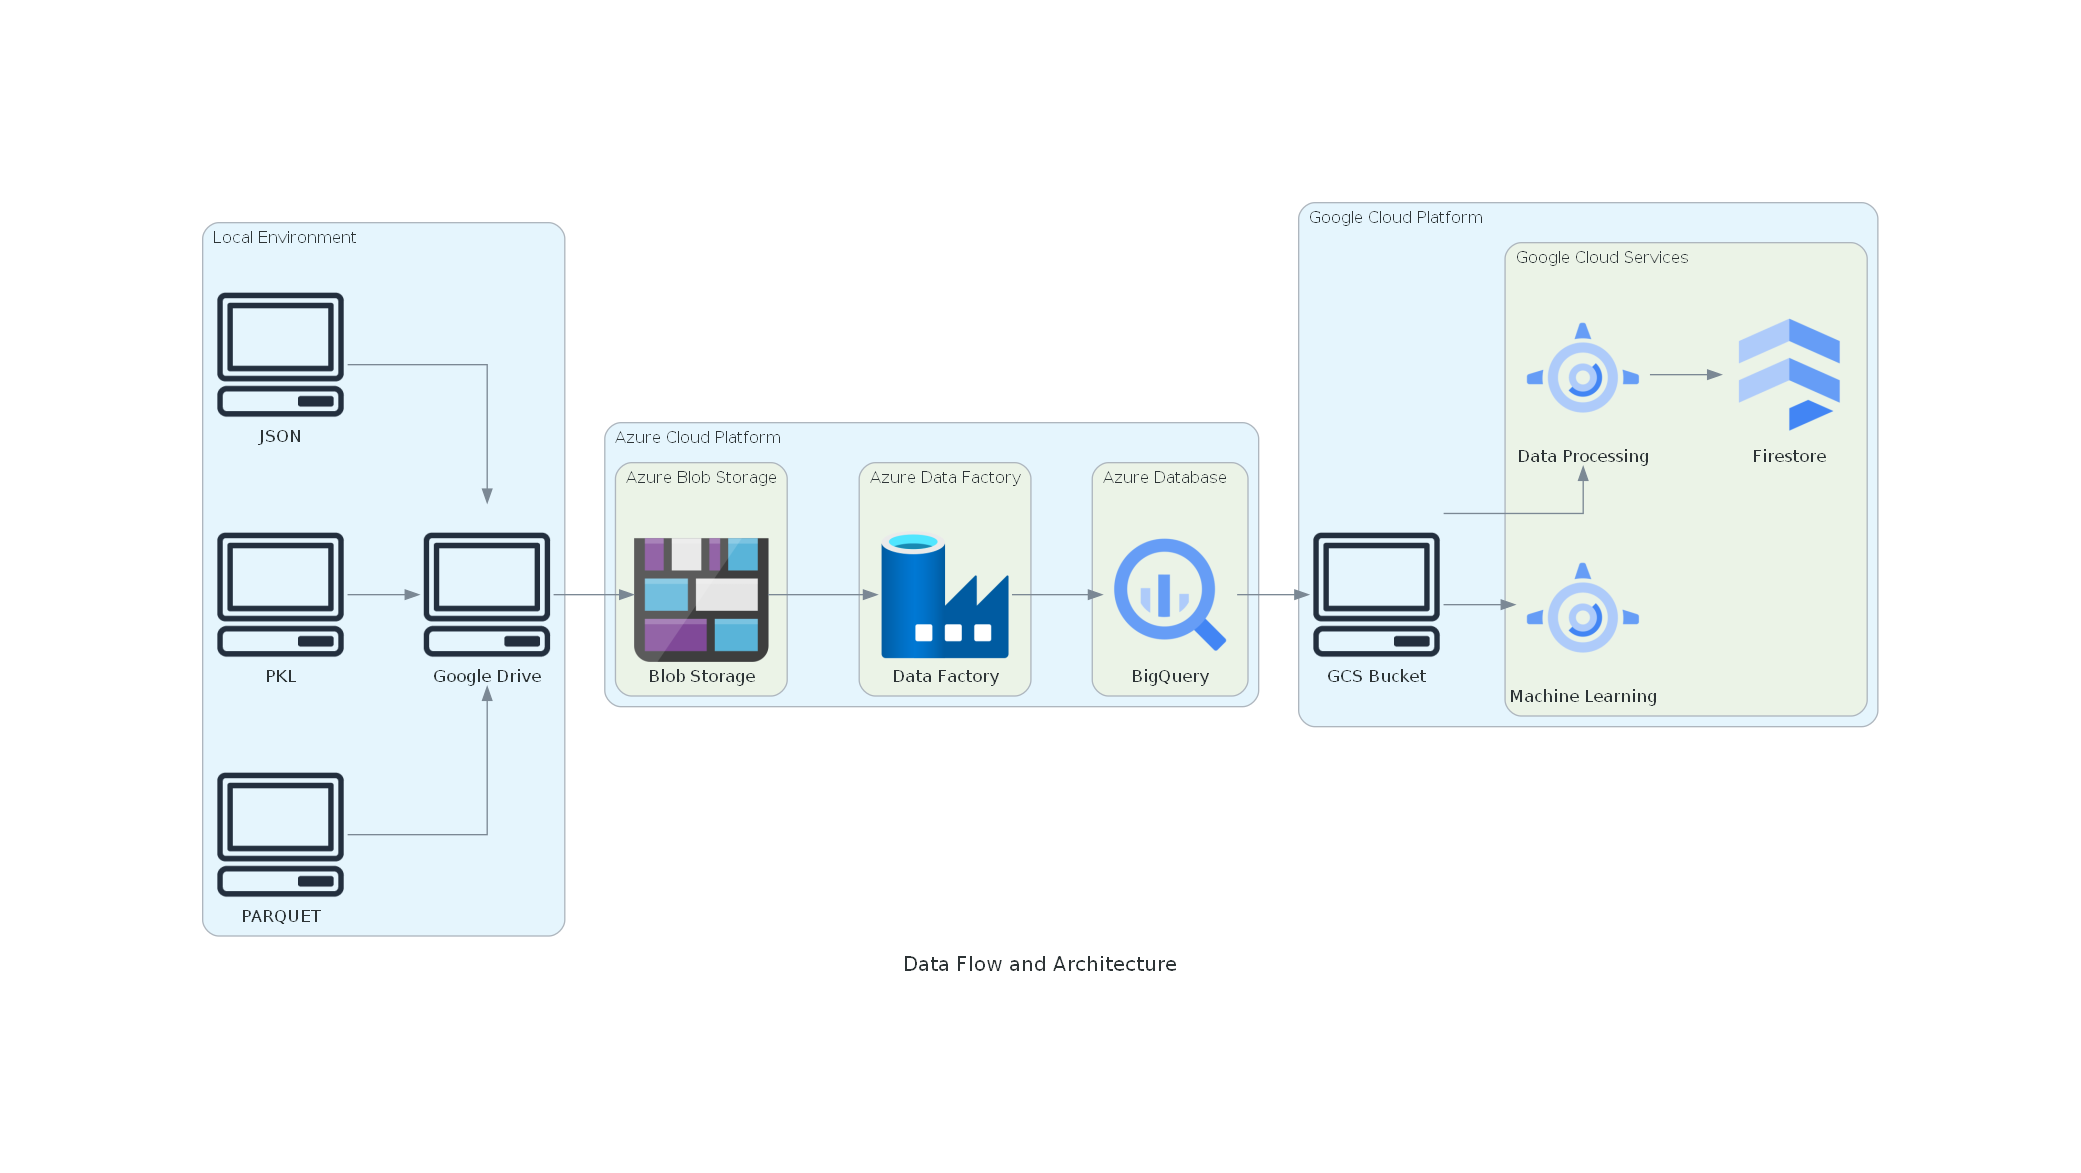 Local Environment
JSON
PKL
Google Drive
PARQUET
Azure Cloud Platform
Azure Blob Storage
Blob Storage
Azure Data Factory
Data Factory
Azure Database
BigQuery
Google Cloud Platform
GCS Bucket
Google Cloud Services
Data Processing
Firestore
Machine Learning
Data Flow and Architecture